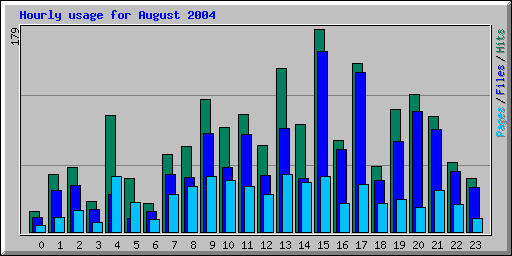 Hourly usage for August 2004
179
Pages / Files / Hits
0 1 2 3 4 5 6 7 8 9 10 11 12 13 14 15 16 17 18 19 20 21 22 23